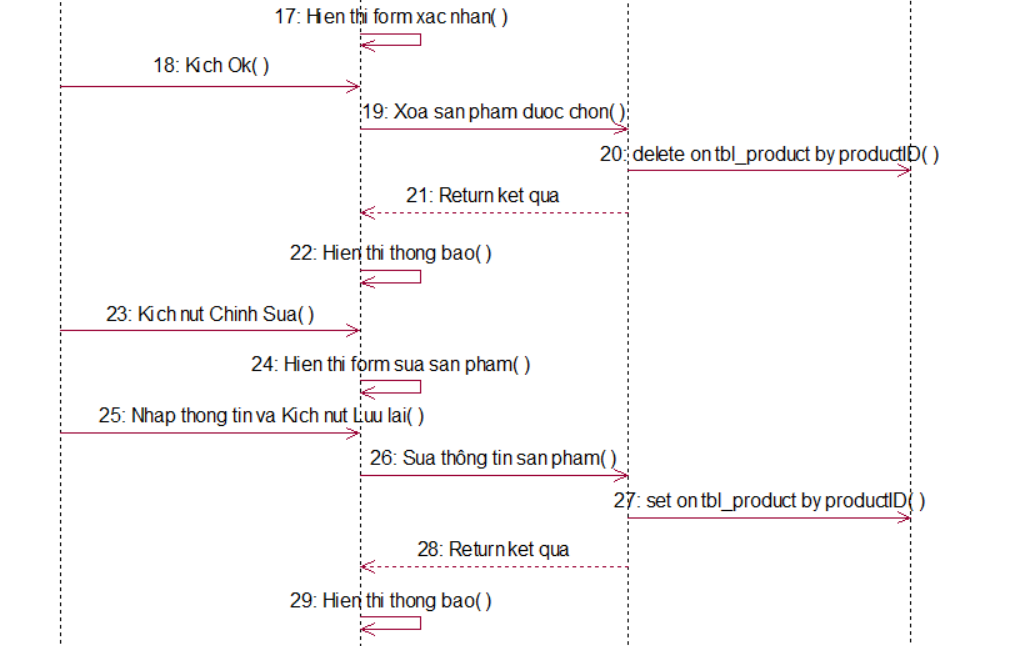 17: Hien thi form xac nhan( )
18: Kich Ok( )
19: Xoa san pham duoc chon( )
20: delete on tbl_product by productID( )
21: Return ket qua
22: Hien thi thong bao( )
23: Kich nut Chinh Sua( )
24: Hien thi form sua san pham( )
25: Nhap thong tin va Kich nut Luu lai( )
26: Sua thông tin san pham( )
27: set on tbl_product by productID( )
28: Return ket qua
29: Hien thi thong bao( )